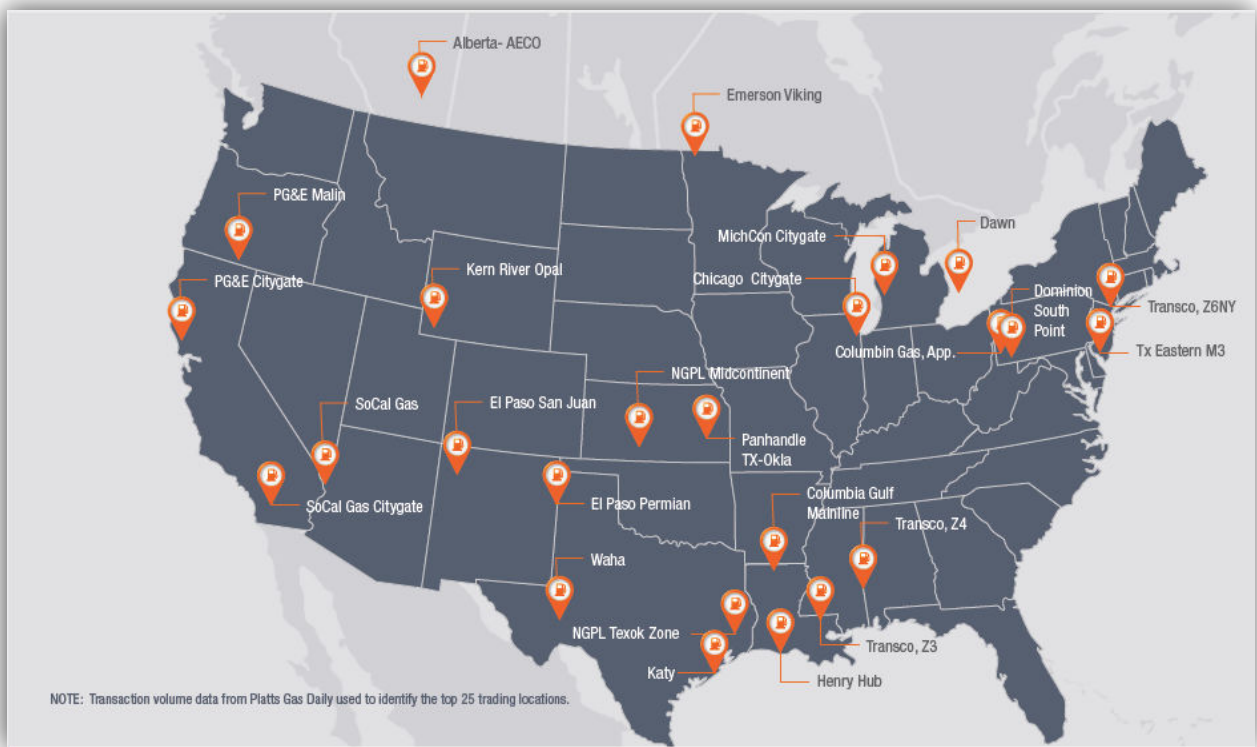 Alberta- AECO
Emerson Viking
PG&E Malin
MichCon Citygate
Dawn
Kern River Opal
Chicago Citygate
PG&E Citygate
Dominion
South
Point
Transco, Z6NY
Columbin Gas, App.
Tx Eastern M3
NGPL Midcontinent
SoCal Gas
El Paso San Juan
Panhandle
TX-Okla
SoCal Gas Citygate
El Paso Permian
Columbia Gulf
Mainline
Transco, Z4
Waha
NGPL Texok Zone
Transco, Z3
Katy
Henry Hub
NOTE: Transaction volume data from Platts Gas Daily used to identify the top 25 trading locations.